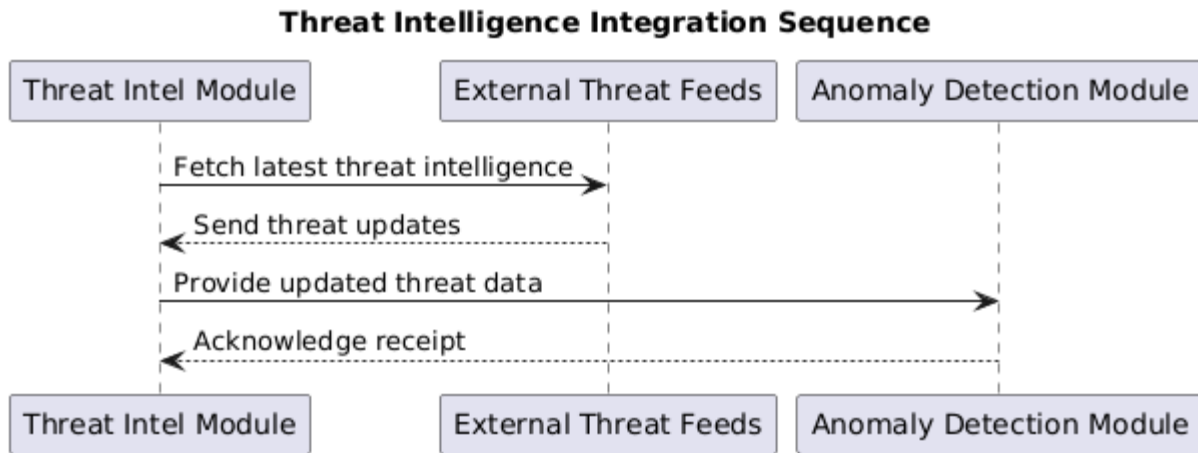 Threat Intelligence Integration Sequence
Threat Intel Module
External Threat Feeds
Anomaly Detection Module
Fetch latest threat intelligence
Send threat updates
Provide updated threat data
Acknowledge receipt
Threat Intel Module
External Threat Feeds
Anomaly Detection Module